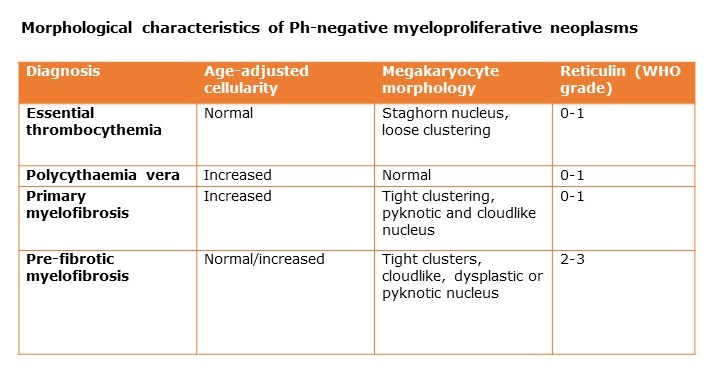 Morphological characteristics of Ph-negative myeloproliferative neoplasms
Diagnosis
Age-adjusted
cellularity
Megakaryocyte
morphology
Reticulin (WHO
grade)
Essential
thrombocythemia
Normal
Staghorn nucleus,
loose clustering
0-1
Polycythaemia vera
Increased
Normal
0-1
Primary
myelofibrosis
Increased
Tight clustering,
pyknotic and cloudlike
nucleus
0-1
Pre-fibrotic
myelofibrosis
Normal/increased
Tight clusters,
cloudlike, dysplastic or
pyknotic nucleus
2-3